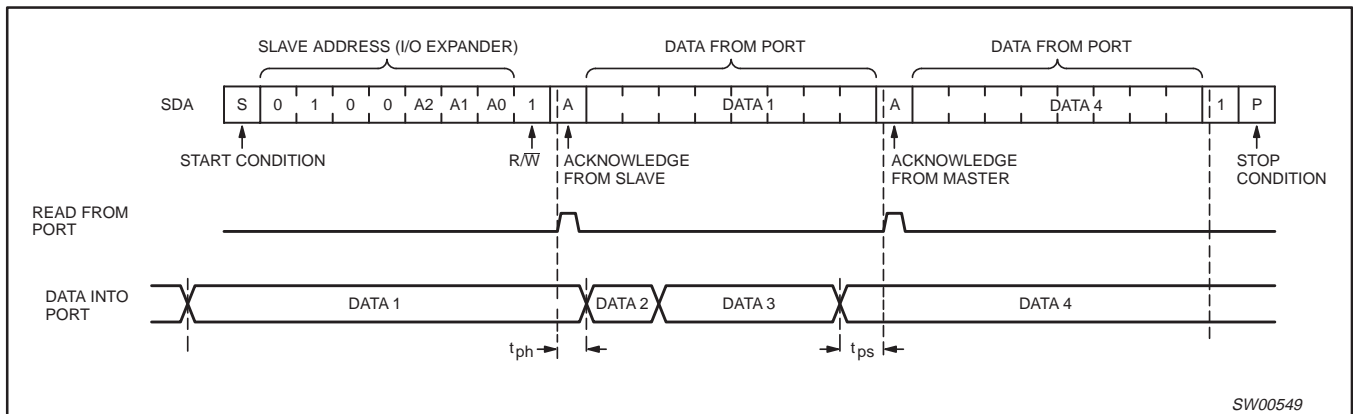 SLAVE ADDRESS (I/O EXPANDER) DATA FROM PORT DATA FROM PORT
SDA S 0 1 0 0 A2 A1 A0 1 A DATA 1 A DATA 4 1 P
START CONDITION R/W̅ ACKNOWLEDGE FROM SLAVE ACKNOWLEDGE FROM MASTER STOP CONDITION
READ FROM
PORT
DATA INTO
PORT
DATA 1 DATA 2 DATA 3 DATA 4
tph tps
SW00549